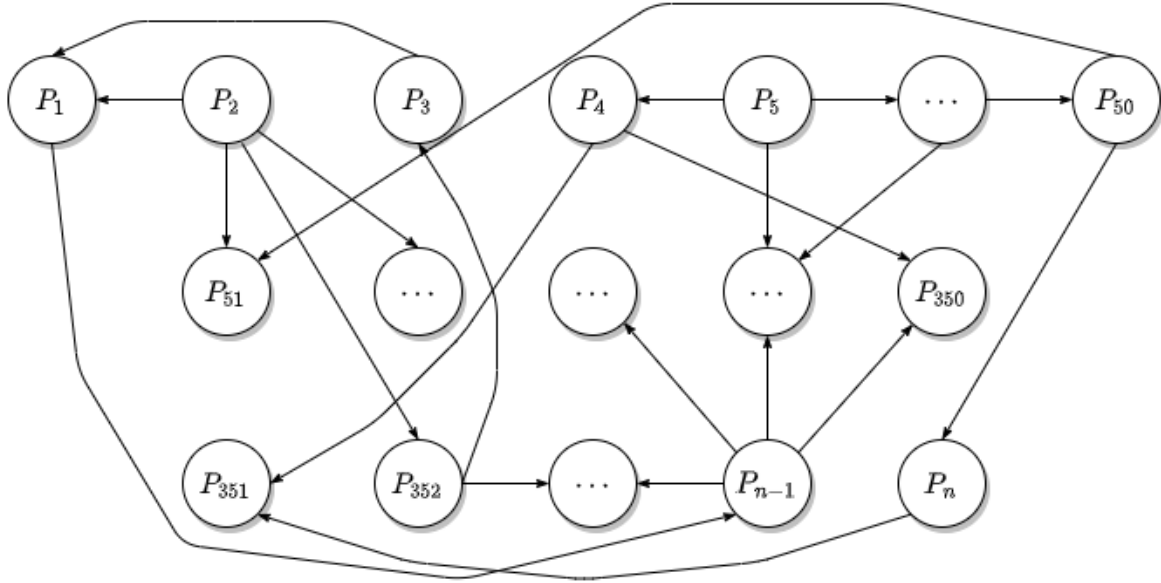 P₁ P₂ P₃ P₄ P₅ ⋯ P₅₀
P₅₁ ⋯ ⋯ ⋯ P₃₅₀
P₃₅₁ P₃₅₂ ⋯ Pₙ₋₁ Pₙ